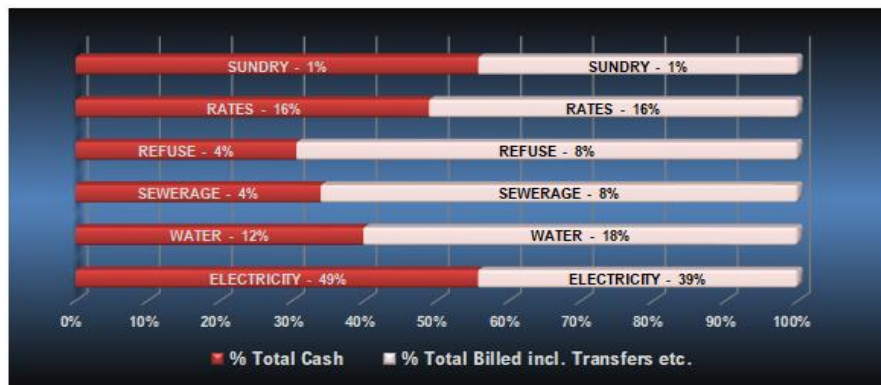 SUNDRY - 1% SUNDRY - 1%
RATES - 16% RATES - 16%
REFUSE - 4% REFUSE - 8%
SEWERAGE - 4% SEWERAGE - 8%
WATER - 12% WATER - 18%
ELECTRICITY - 49% ELECTRICITY - 39%
0% 10% 20% 30% 40% 50% 60% 70% 80% 90% 100%
% Total Cash % Total Billed incl. Transfers etc.